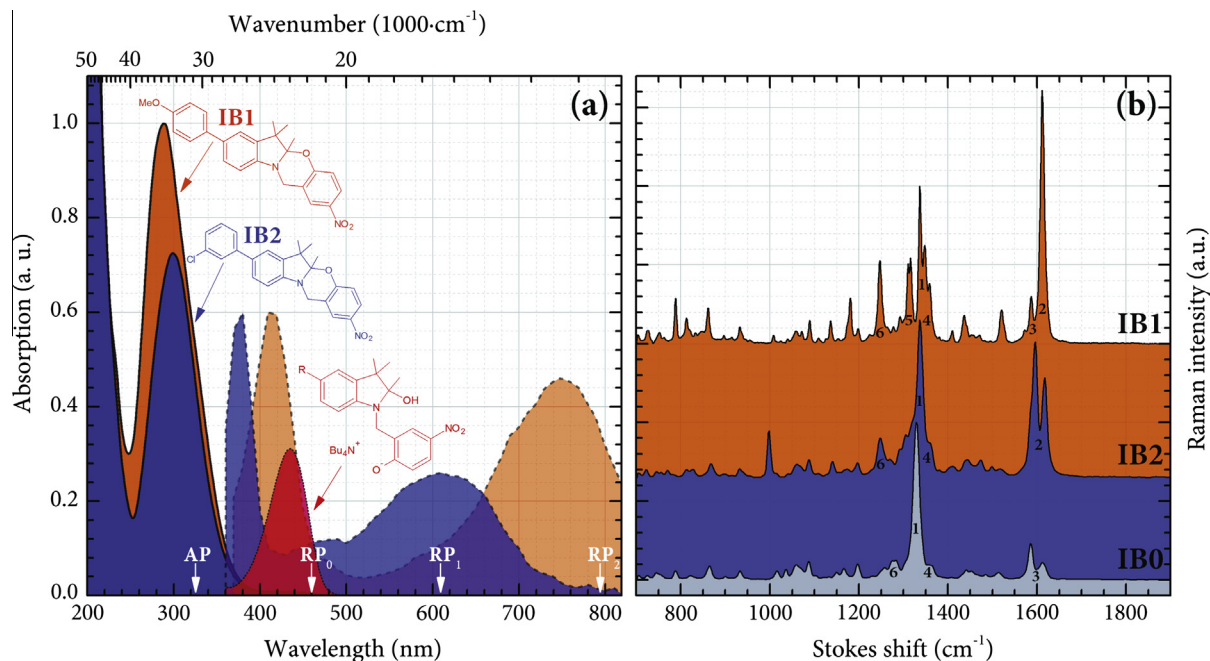 Wavenumber (1000·cm⁻¹)
50 40 30 20
(a)
1.0
0.8
0.6
0.4
0.2
0.0
Absorption (a. u.)
MeO
IB1
O
N
NO₂
IB2
Cl
O
N
NO₂
R
OH
N
NO₂
Bu₄N⁺
O
AP RP₀ RP₁ RP₂
200 300 400 500 600 700 800
Wavelength (nm)
(b)
1
2
3
4
5
6
IB1
1
2
4
6
IB2
1
3
4
6
IB0
Raman intensity (a.u.)
800 1000 1200 1400 1600 1800
Stokes shift (cm⁻¹)